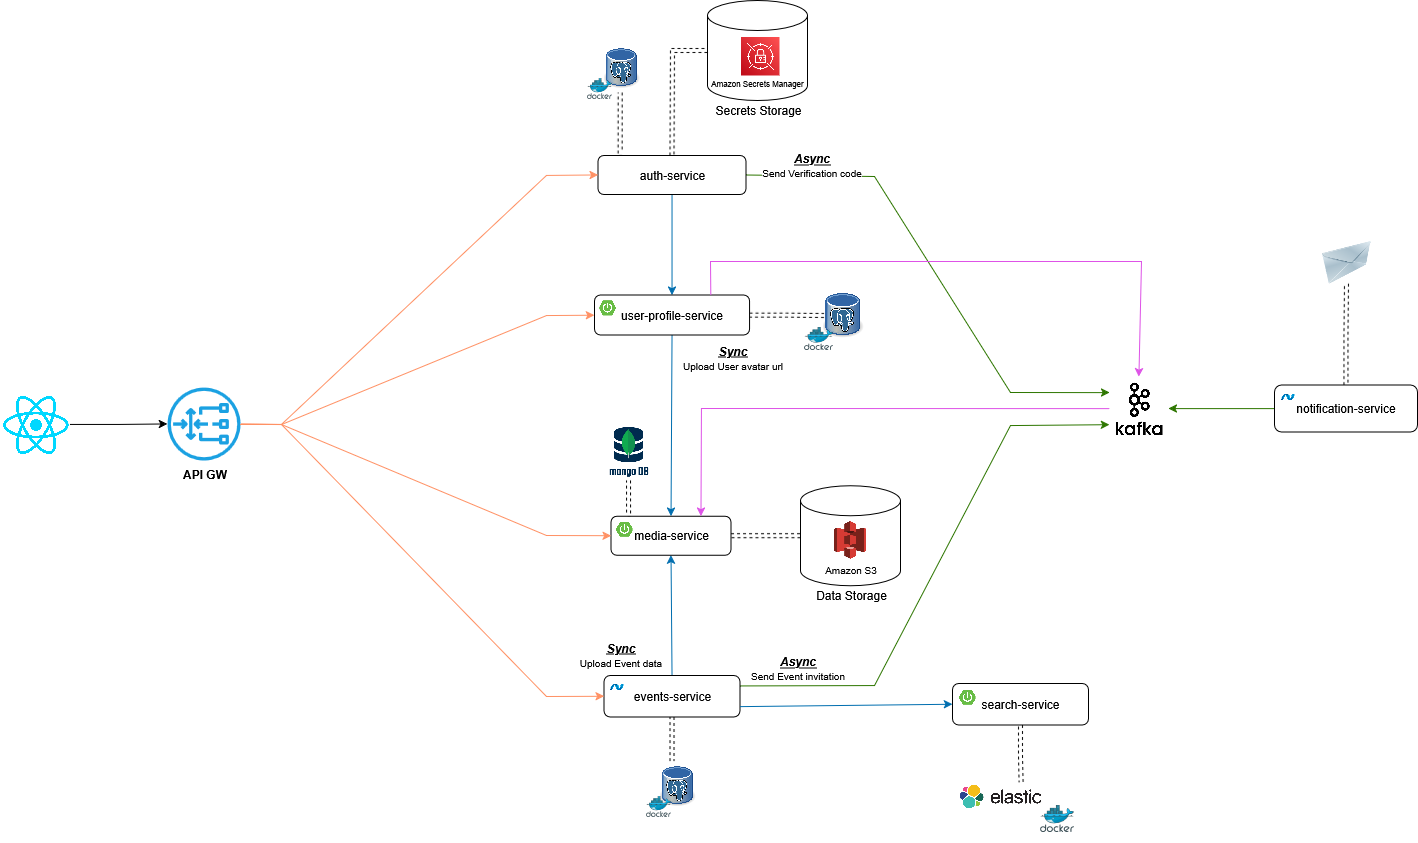 Amazon Secrets Manager
Secrets Storage
docker
auth-service
Async
Send Verification code
user-profile-service
docker
Sync
Upload User avatar url
kafka
notification-service
API GW
mongo DB
media-service
Amazon S3
Data Storage
Sync
Upload Event data
Async
Send Event invitation
events-service
search-service
docker
elastic
docker